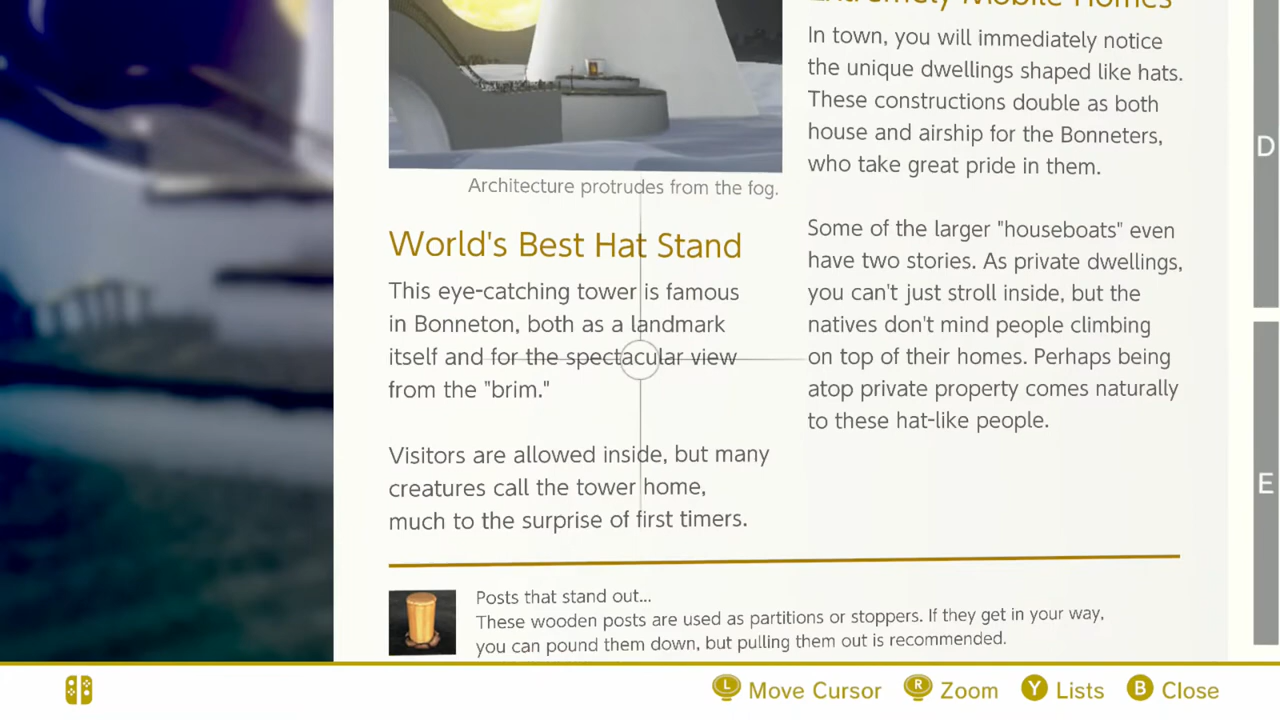 Extremely Mobile Homes
In town, you will immediately notice
the unique dwellings shaped like hats.
These constructions double as both
house and airship for the Bonneters,
who take great pride in them.
Some of the larger "houseboats" even
have two stories. As private dwellings,
you can't just stroll inside, but the
natives don't mind people climbing
on top of their homes. Perhaps being
atop private property comes naturally
to these hat-like people.
Architecture protrudes from the fog.
World's Best Hat Stand
This eye-catching tower is famous
in Bonneton, both as a landmark
itself and for the spectacular view
from the "brim."
Visitors are allowed inside, but many
creatures call the tower home,
much to the surprise of first timers.
Posts that stand out...
These wooden posts are used as partitions or stoppers. If they get in your way,
you can pound them down, but pulling them out is recommended.
D
E
L Move Cursor R Zoom Y Lists B Close